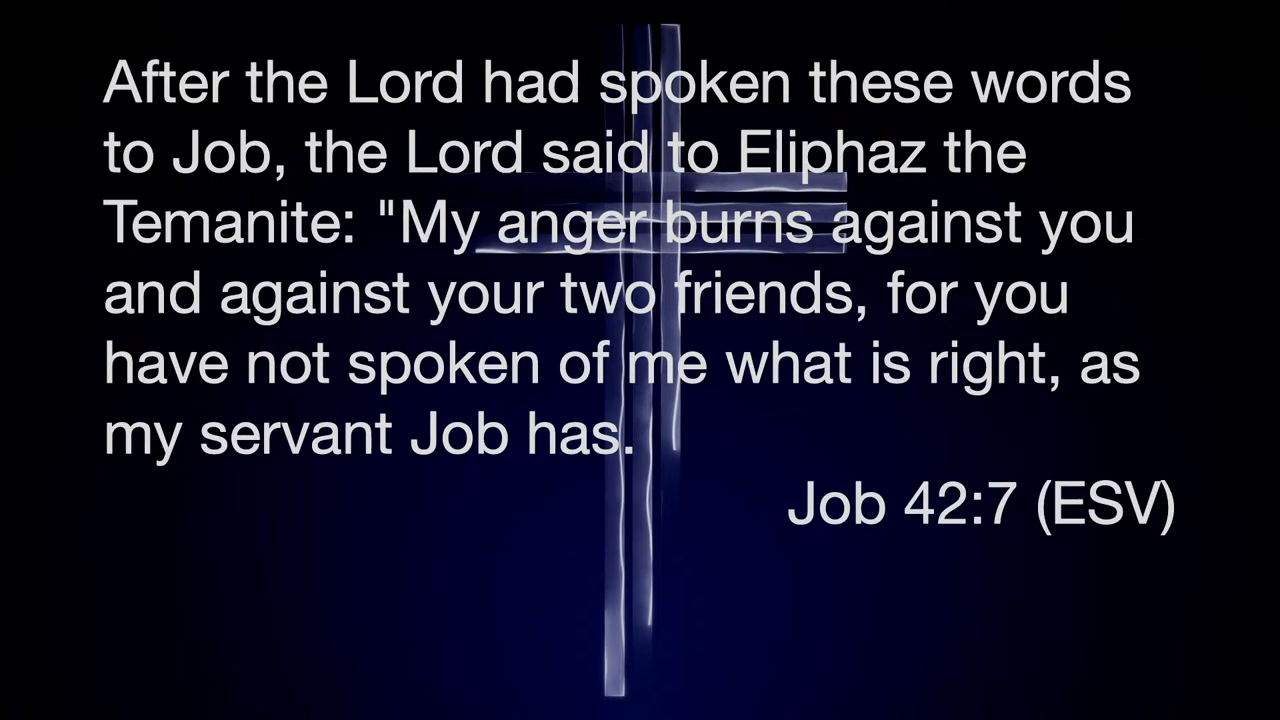 After the Lord had spoken these words
to Job, the Lord said to Eliphaz the
Temanite: "My anger burns against you
and against your two friends, for you
have not spoken of me what is right, as
my servant Job has.
Job 42:7 (ESV)